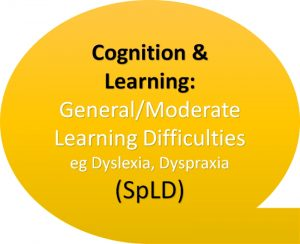 Cognition &
Learning:
General/Moderate
Learning Difficulties
eg Dyslexia, Dyspraxia
(SpLD)